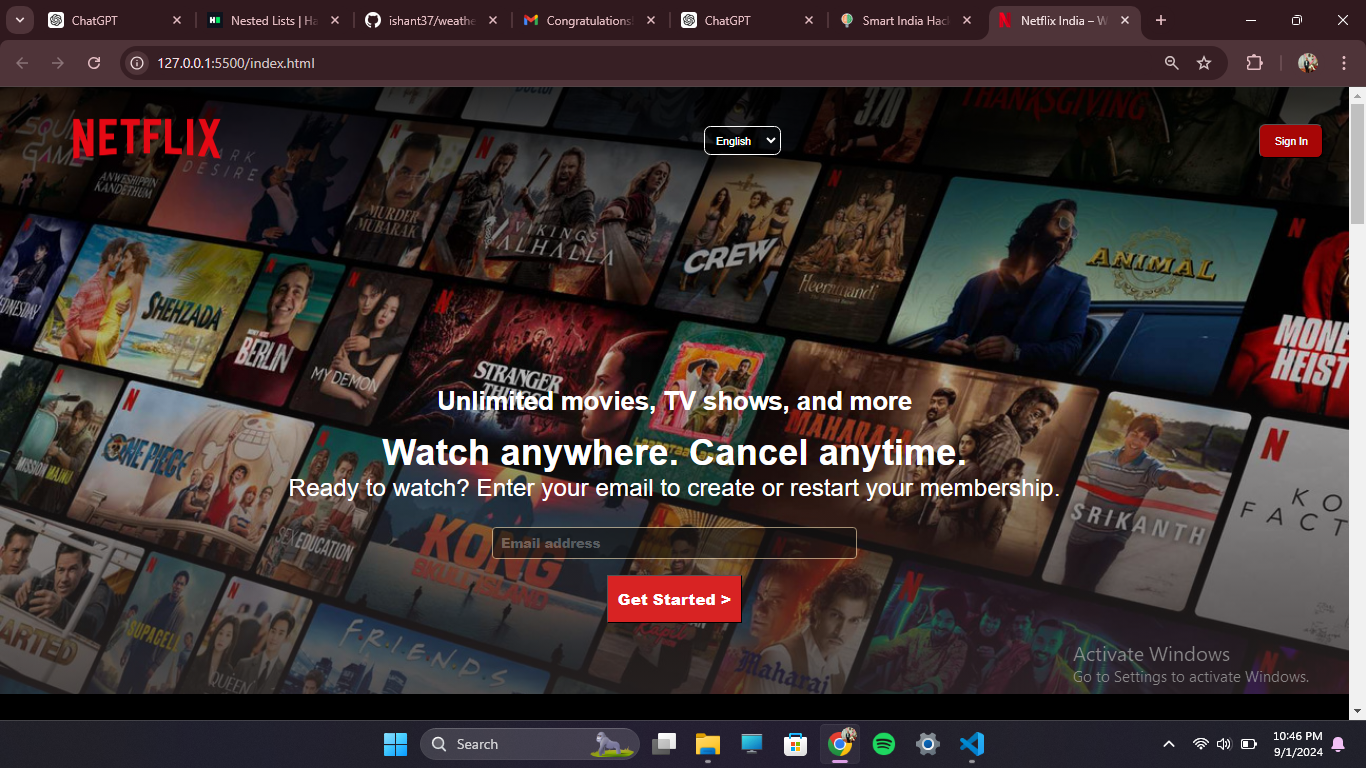 ChatGPT
Nested Lists | Ha
ishant37/weathe
Congratulations!
ChatGPT
Smart India Hac
Netflix India – W
127.0.0.1:5500/index.html
NETFLIX
English
Sign In
SQUID GAME
DARK DESIRE
ANWESHIPPIN KANDETHUM
MURDER MUBARAK
VIKINGS VALHALLA
CREW
Heeramandi
370
THANKSGIVING
ANIMAL
WEDNESDAY
SHEHZADA
BERLIN
MY DEMON
STRANGER THINGS
MAHARAJA
MONEY HEIST
Unlimited movies, TV shows, and more
Watch anywhere. Cancel anytime.
Ready to watch? Enter your email to create or restart your membership.
Email address
Get Started >
MISSION MAJNU
ONE PIECE
SEX EDUCATION
KONG
SKULL ISLAND
SRIKANTH
KO
FACT
SUPACELL
QUEEN
F·R·I·E·N·D·S
Maharaj
Activate Windows
Go to Settings to activate Windows.
Search
10:46 PM
9/1/2024